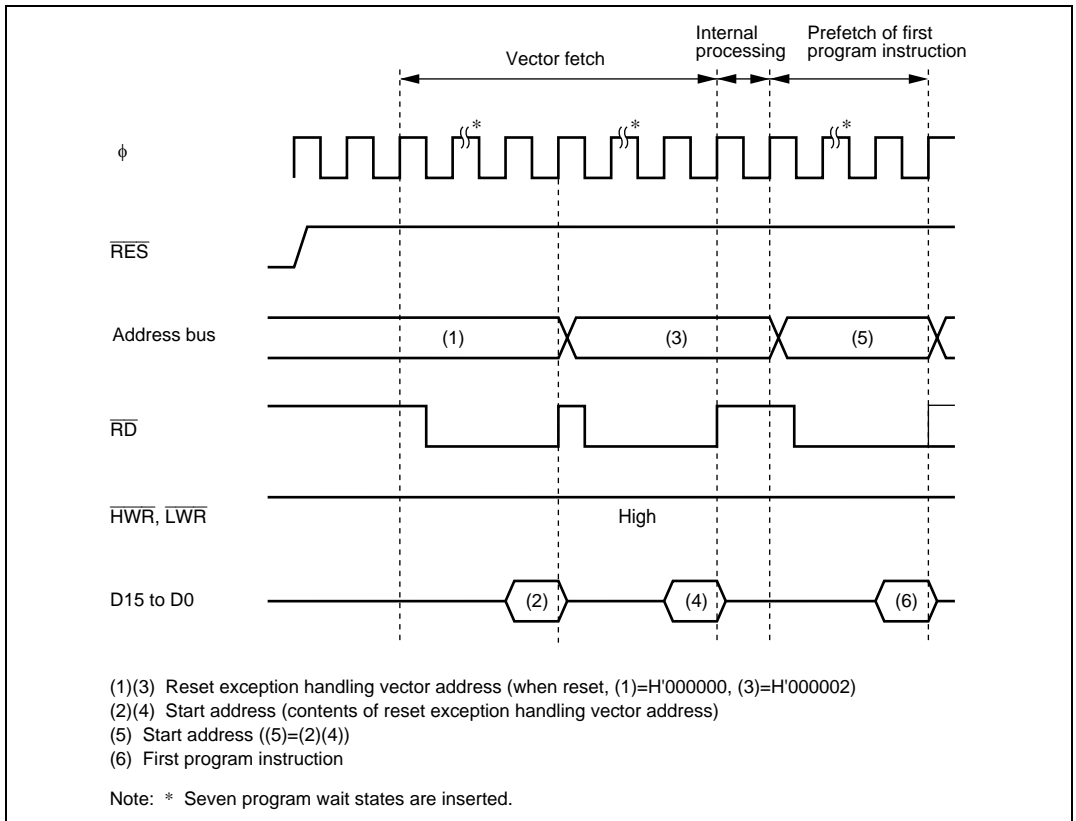 Internal processing
Prefetch of first program instruction
Vector fetch
* * *
ϕ
RES
Address bus (1) (3) (5)
RD
HWR, LWR High
D15 to D0 (2) (4) (6)
(1)(3) Reset exception handling vector address (when reset, (1)=H'000000, (3)=H'000002)
(2)(4) Start address (contents of reset exception handling vector address)
(5) Start address ((5)=(2)(4))
(6) First program instruction
Note: * Seven program wait states are inserted.